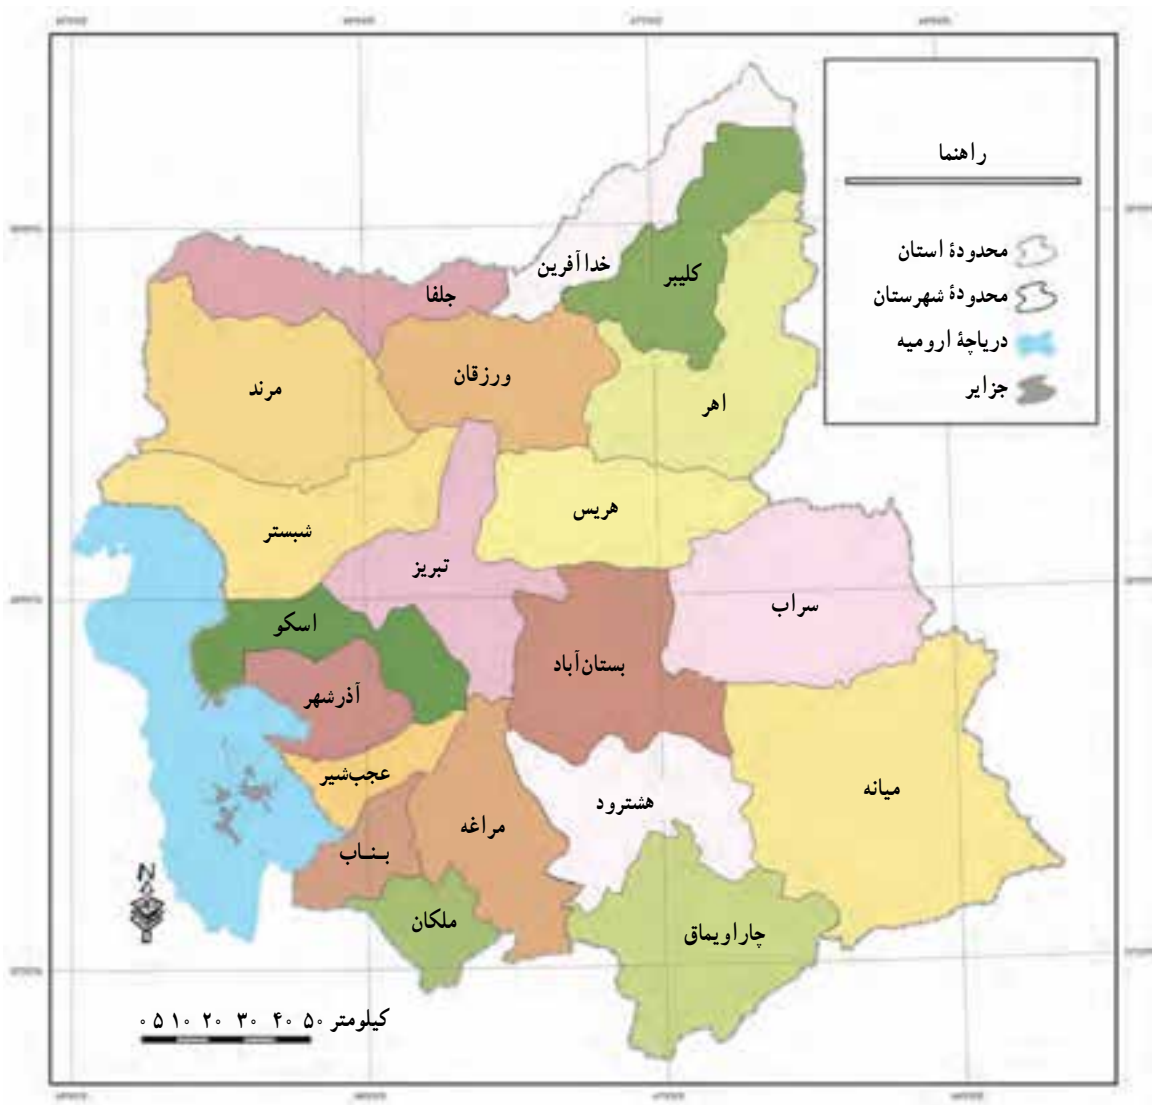 راهنما
محدودهٔ استان
محدودهٔ شهرستان
دریاچهٔ ارومیه
جزایر
خداآفرین
کلیبر
جلفا
ورزقان
مرند
اهر
هریس
شبستر
تبریز
سراب
اسکو
بستان‌آباد
آذرشهر
عجب‌شیر
میانه
هشترود
مراغه
بنـاب
ملکان
چاراویماق
N
۰ ۵ ۱۰ ۲۰ ۳۰ ۴۰ ۵۰ کیلومتر